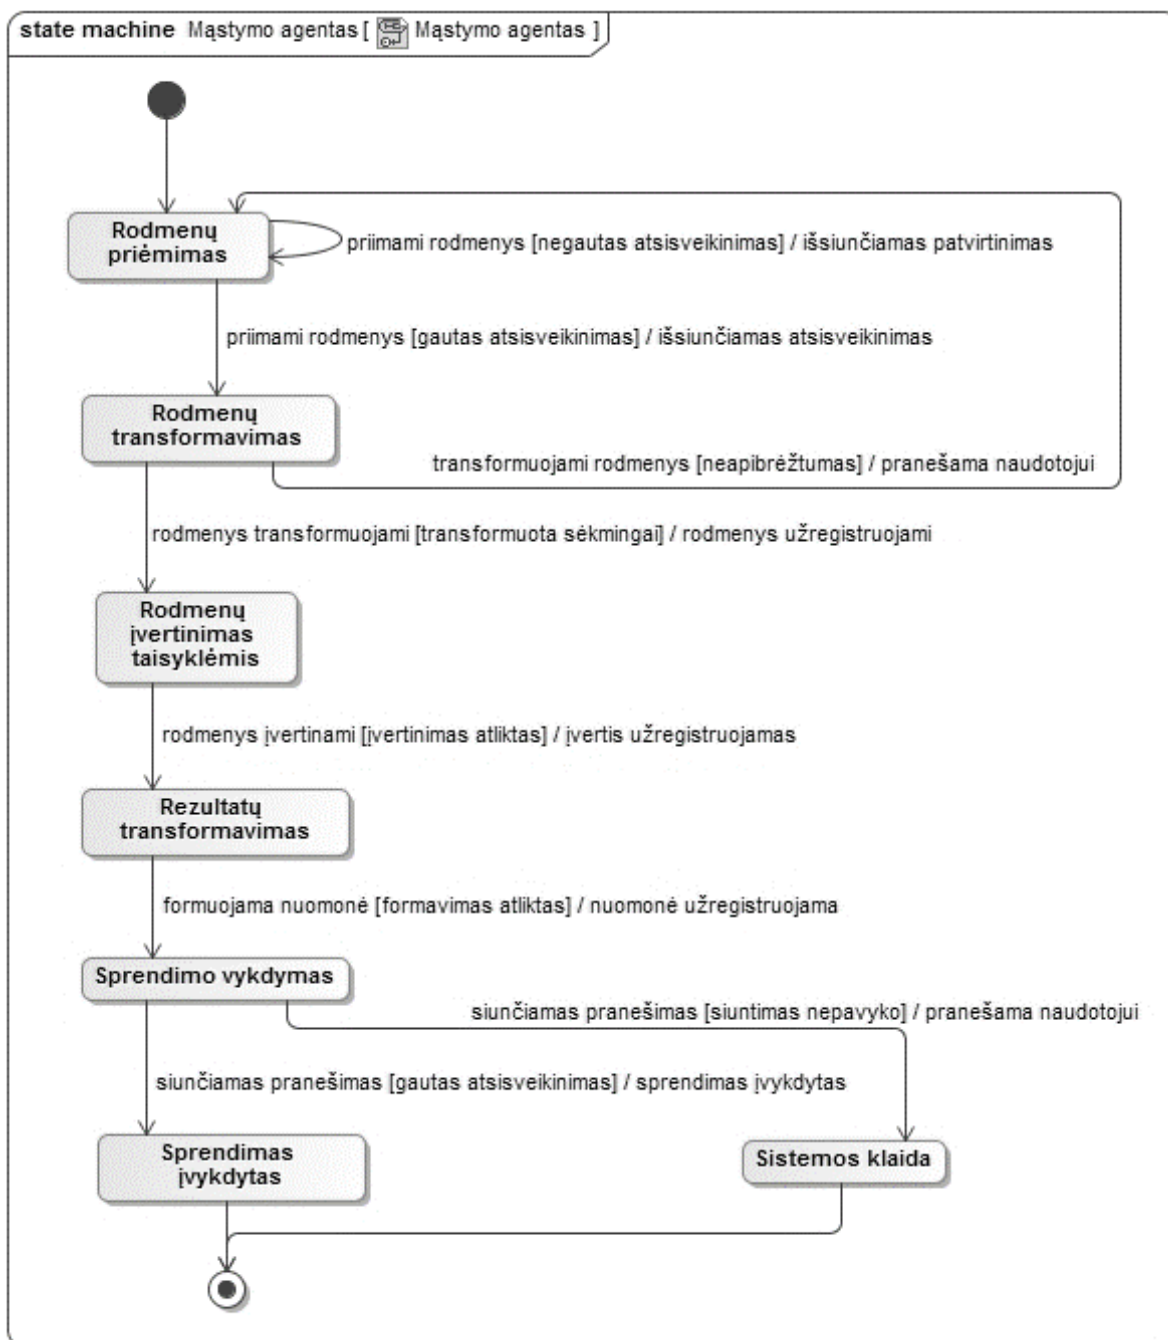 state machine Mąstymo agentas [ Mąstymo agentas ]
Rodmenų
priėmimas
priimami rodmenys [negautas atsisveikinimas] / išsiunčiamas patvirtinimas
priimami rodmenys [gautas atsisveikinimas] / išsiunčiamas atsisveikinimas
Rodmenų
transformavimas
transformuojami rodmenys [neapibrėžtumas] / pranešama naudotojui
rodmenys transformuojami [transformuota sėkmingai] / rodmenys užregistruojami
Rodmenų
įvertinimas
taisyklėmis
rodmenys įvertinami [įvertinimas atliktas] / įvertis užregistruojamas
Rezultatų
transformavimas
formuojama nuomonė [formavimas atliktas] / nuomonė užregistruojama
Sprendimo vykdymas
siunčiamas pranešimas [siuntimas nepavyko] / pranešama naudotojui
siunčiamas pranešimas [gautas atsisveikinimas] / sprendimas įvykdytas
Sprendimas
įvykdytas
Sistemos klaida